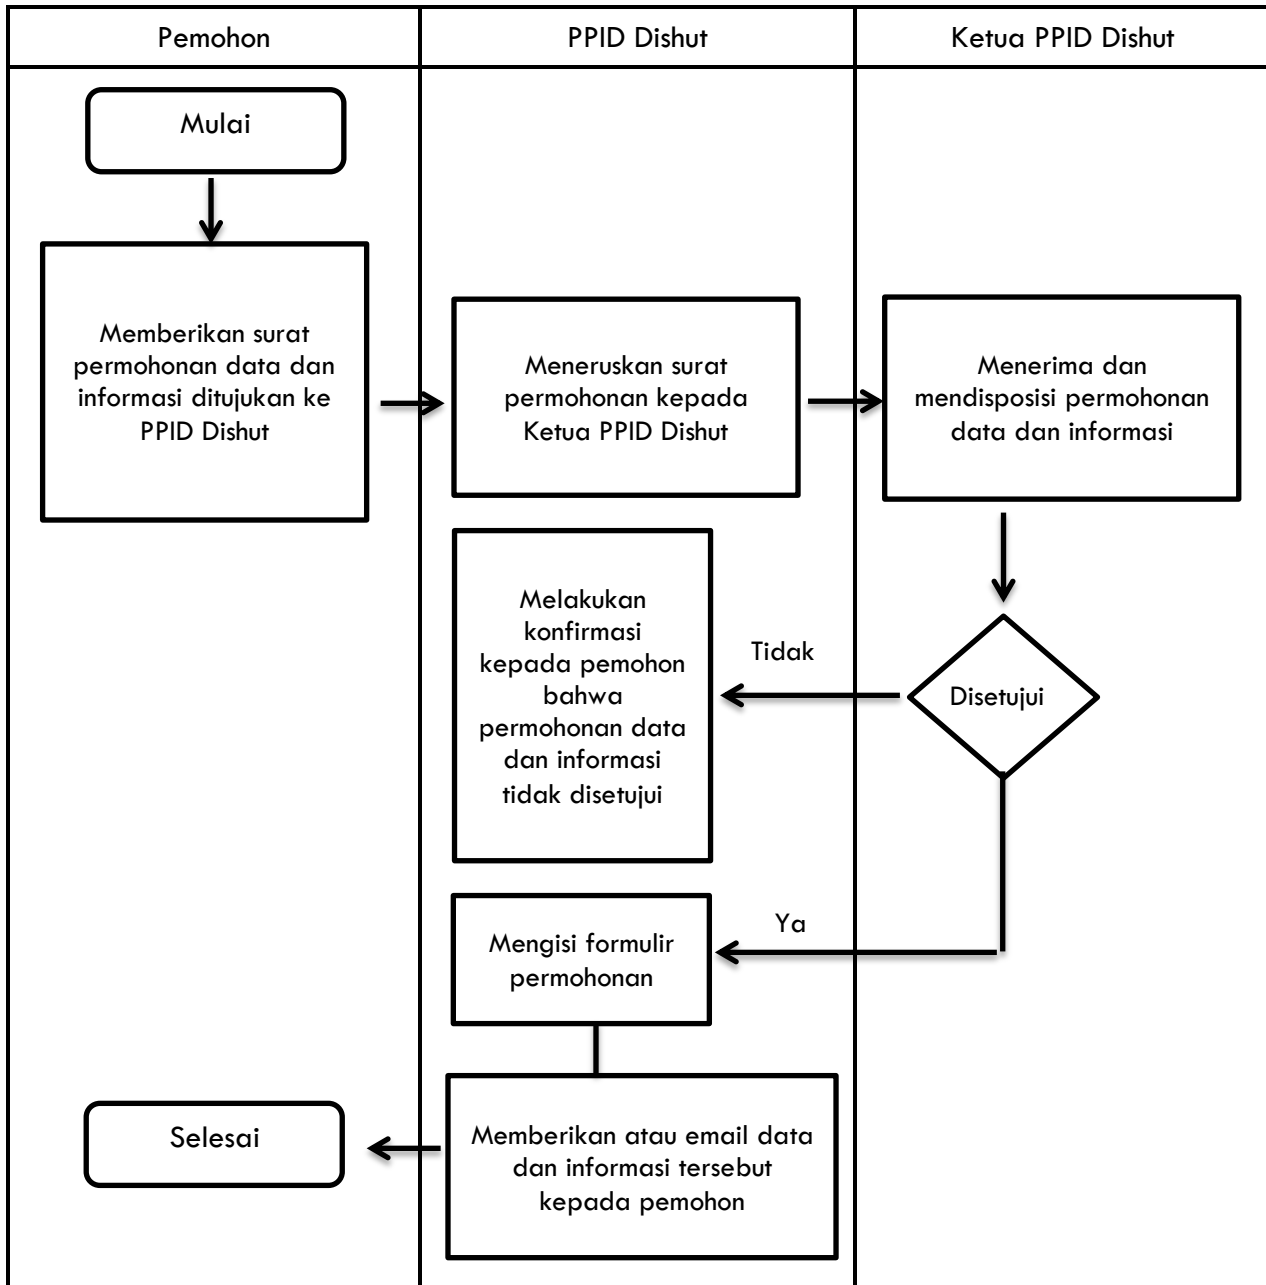 Pemohon
PPID Dishut
Ketua PPID Dishut
Mulai
Memberikan surat
permohonan data dan
informasi ditujukan ke
PPID Dishut
Meneruskan surat
permohonan kepada
Ketua PPID Dishut
Menerima dan
mendisposisi permohonan
data dan informasi
Disetujui
Tidak
Melakukan
konfirmasi
kepada pemohon
bahwa
permohonan data
dan informasi
tidak disetujui
Ya
Mengisi formulir
permohonan
Memberikan atau email data
dan informasi tersebut
kepada pemohon
Selesai